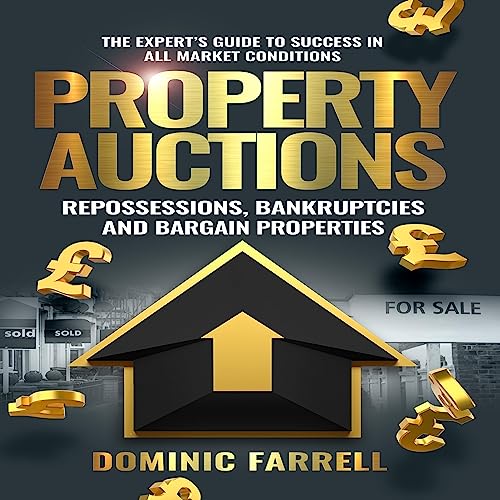 THE EXPERT'S GUIDE TO SUCCESS IN
ALL MARKET CONDITIONS
PROPERTY
AUCTIONS
REPOSSESSIONS, BANKRUPTCIES
AND BARGAIN PROPERTIES
sold
SOLD
FOR SALE
DOMINIC FARRELL